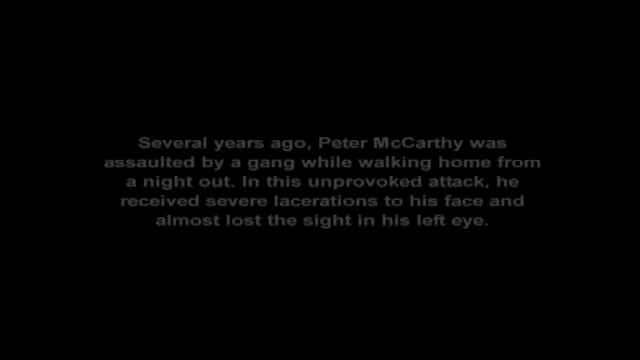 Several years ago, Peter McCarthy was
assaulted by a gang while walking home from
a night out. In this unprovoked attack, he
received severe lacerations to his face and
almost lost the sight in his left eye.